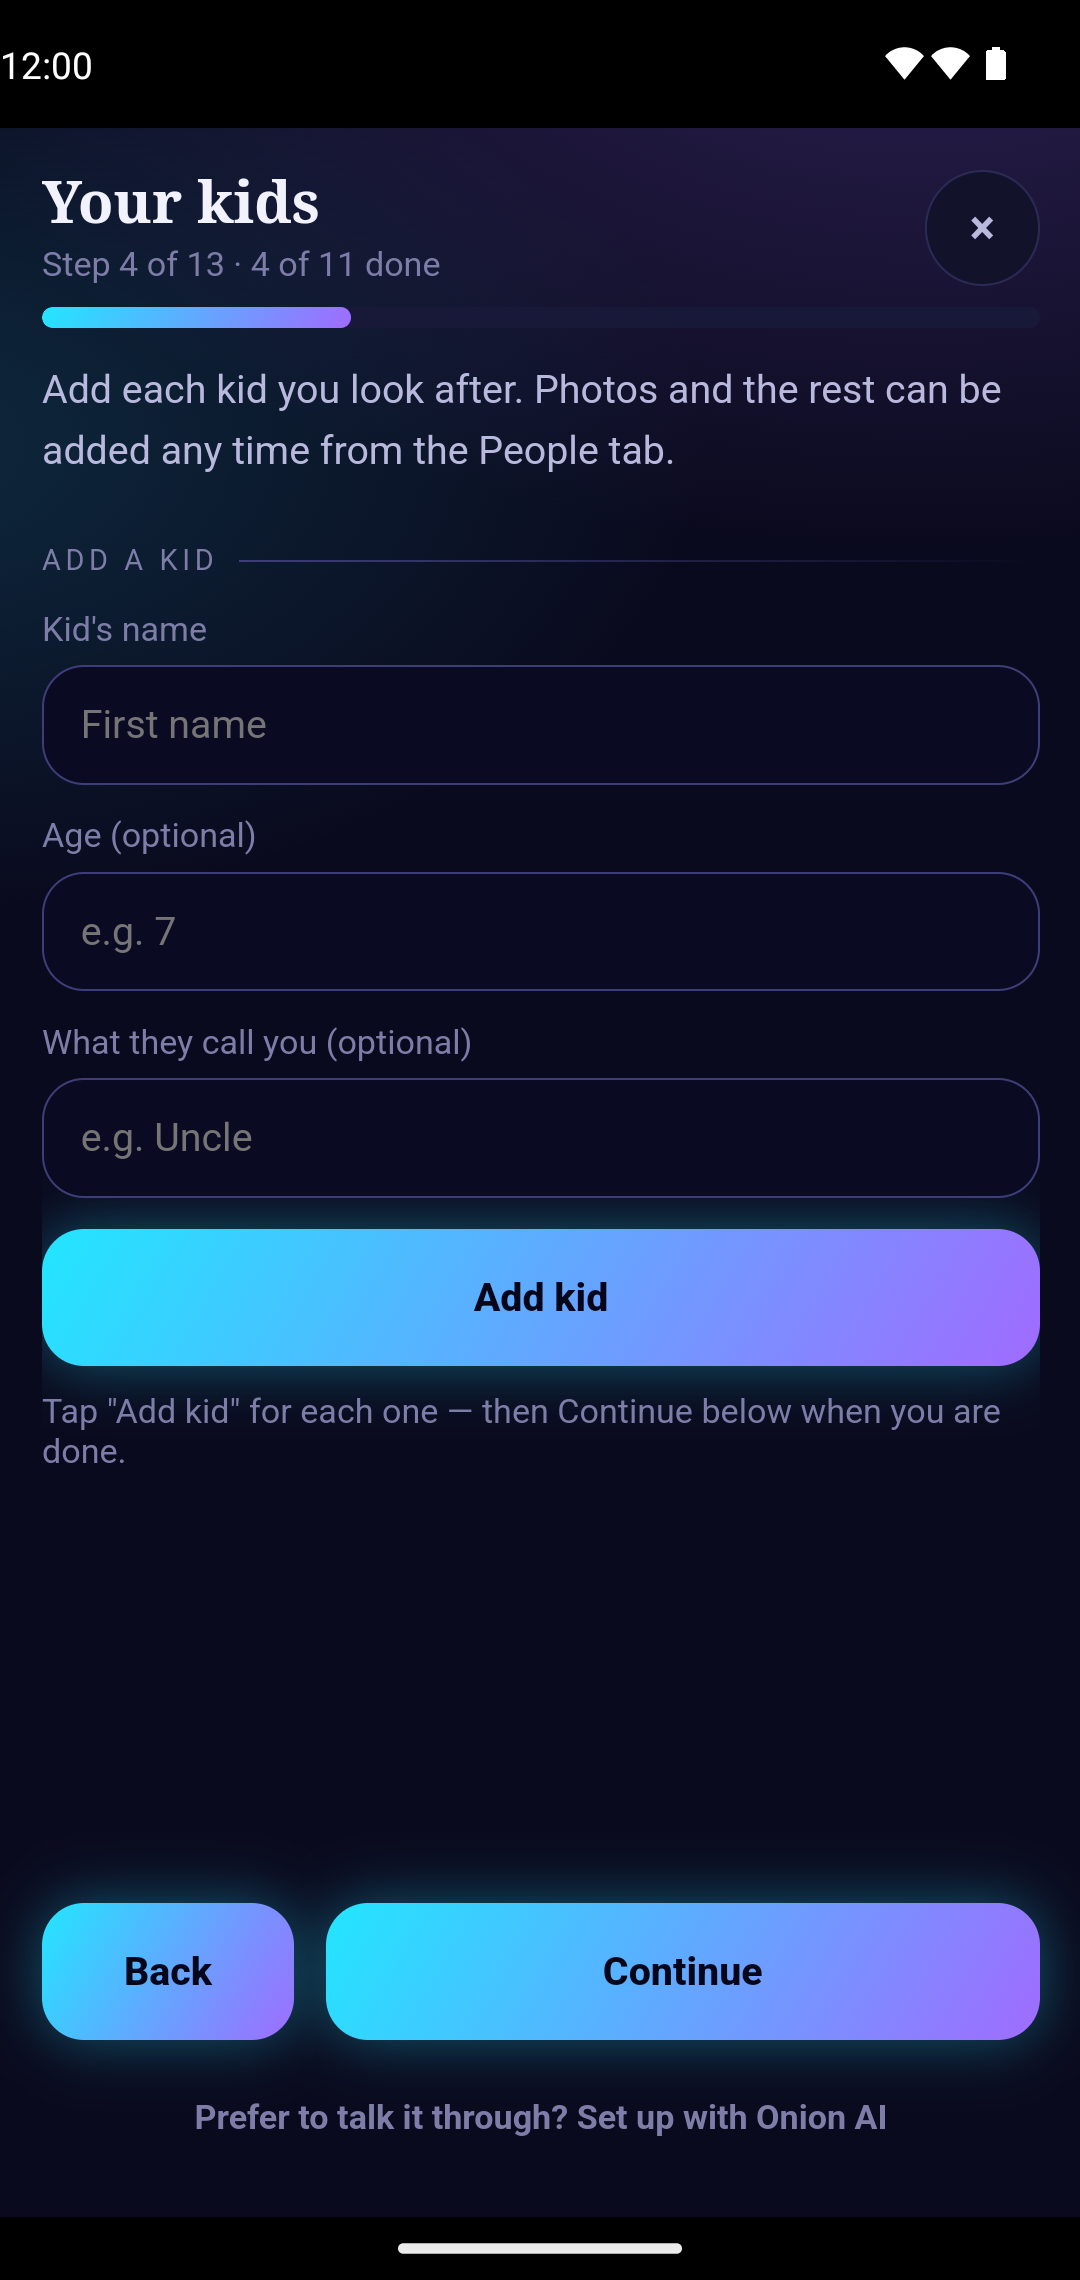 12:00
Your kids
×
Step 4 of 13 · 4 of 11 done
Add each kid you look after. Photos and the rest can be
added any time from the People tab.
ADD A KID
Kid's name
First name
Age (optional)
e.g. 7
What they call you (optional)
e.g. Uncle
Add kid
Tap "Add kid" for each one — then Continue below when you are
done.
Back
Continue
Prefer to talk it through? Set up with Onion AI